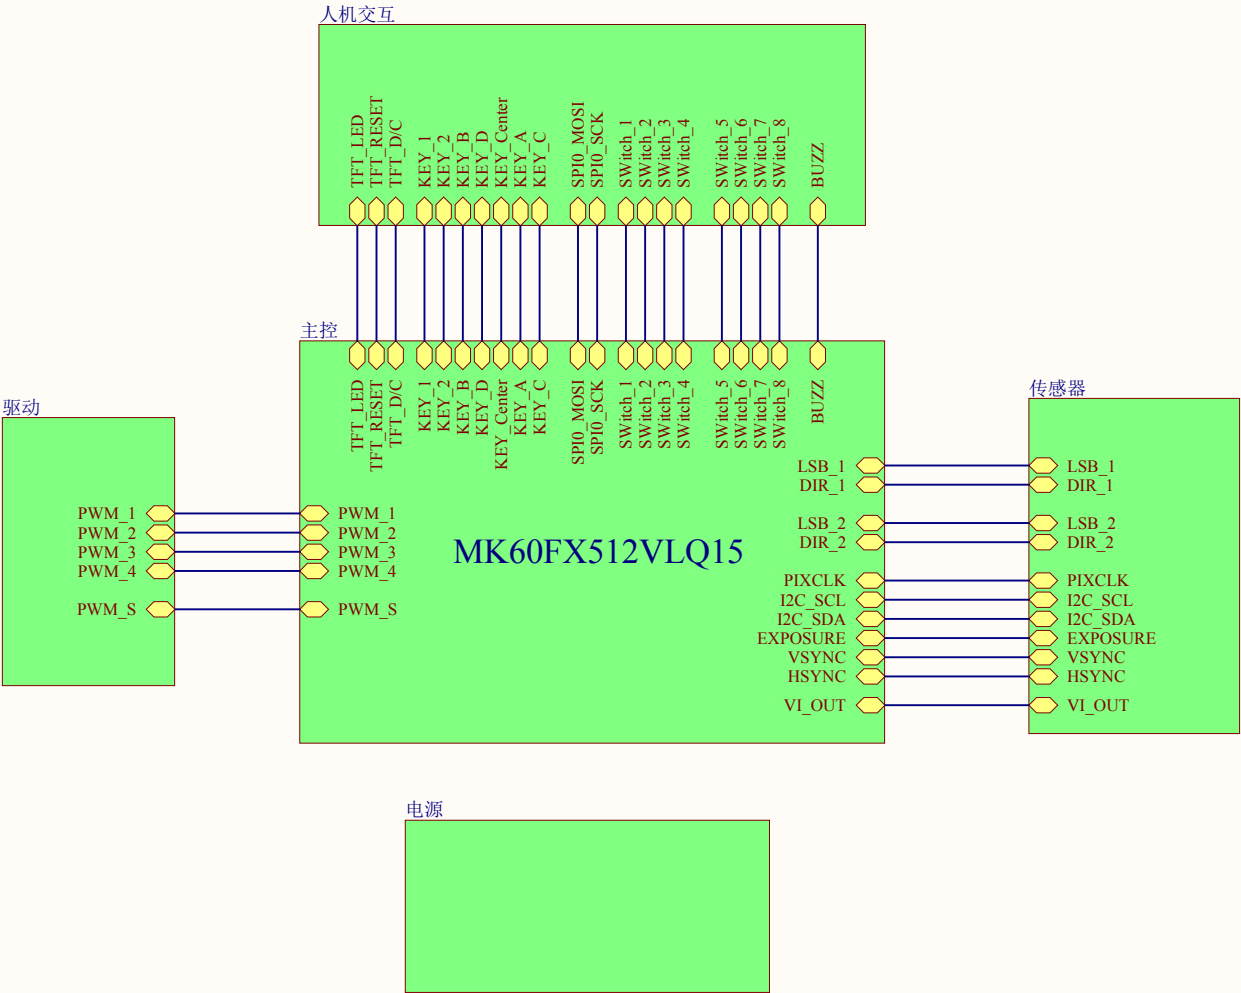 人机交互
TFT_LED
TFT_RESET
TFT_D/C
KEY_1
KEY_2
KEY_B
KEY_D
KEY_Center
KEY_A
KEY_C
SPI0_MOSI
SPI0_SCK
SWitch_1
SWitch_2
SWitch_3
SWitch_4
SWitch_5
SWitch_6
SWitch_7
SWitch_8
BUZZ
主控
TFT_LED
TFT_RESET
TFT_D/C
KEY_1
KEY_2
KEY_B
KEY_D
KEY_Center
KEY_A
KEY_C
SPI0_MOSI
SPI0_SCK
SWitch_1
SWitch_2
SWitch_3
SWitch_4
SWitch_5
SWitch_6
SWitch_7
SWitch_8
BUZZ
驱动
PWM_1
PWM_2
PWM_3
PWM_4
PWM_S
PWM_1
PWM_2
PWM_3
PWM_4
PWM_S
MK60FX512VLQ15
LSB_1
DIR_1
LSB_2
DIR_2
PIXCLK
I2C_SCL
I2C_SDA
EXPOSURE
VSYNC
HSYNC
VI_OUT
传感器
LSB_1
DIR_1
LSB_2
DIR_2
PIXCLK
I2C_SCL
I2C_SDA
EXPOSURE
VSYNC
HSYNC
VI_OUT
电源